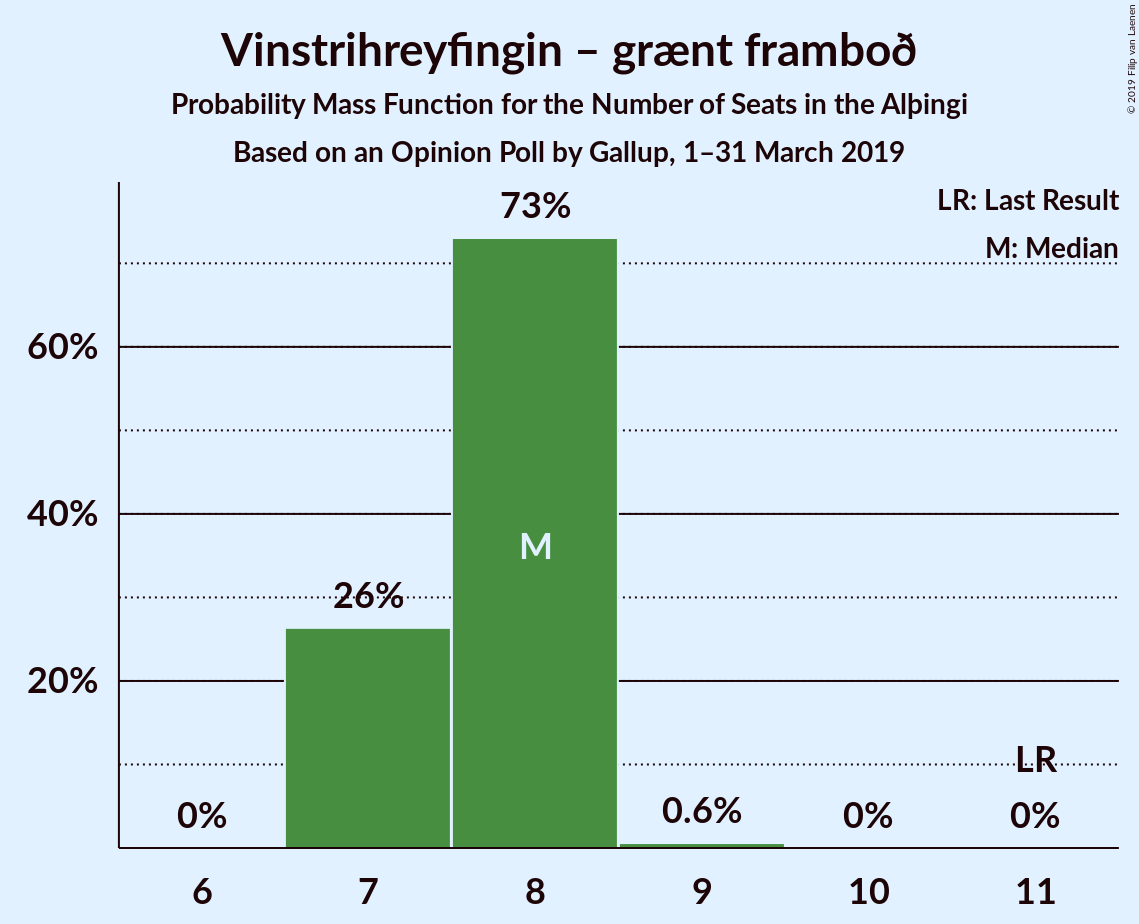 Vinstrihreyfingin – grænt framboð
Probability Mass Function for the Number of Seats in the Alþingi
Based on an Opinion Poll by Gallup, 1–31 March 2019
© 2019 Filip van Laenen
LR: Last Result
M: Median
73%
60%
40%
20%
M
26%
LR
0%
0.6%
0%
0%
6
7
8
9
10
11